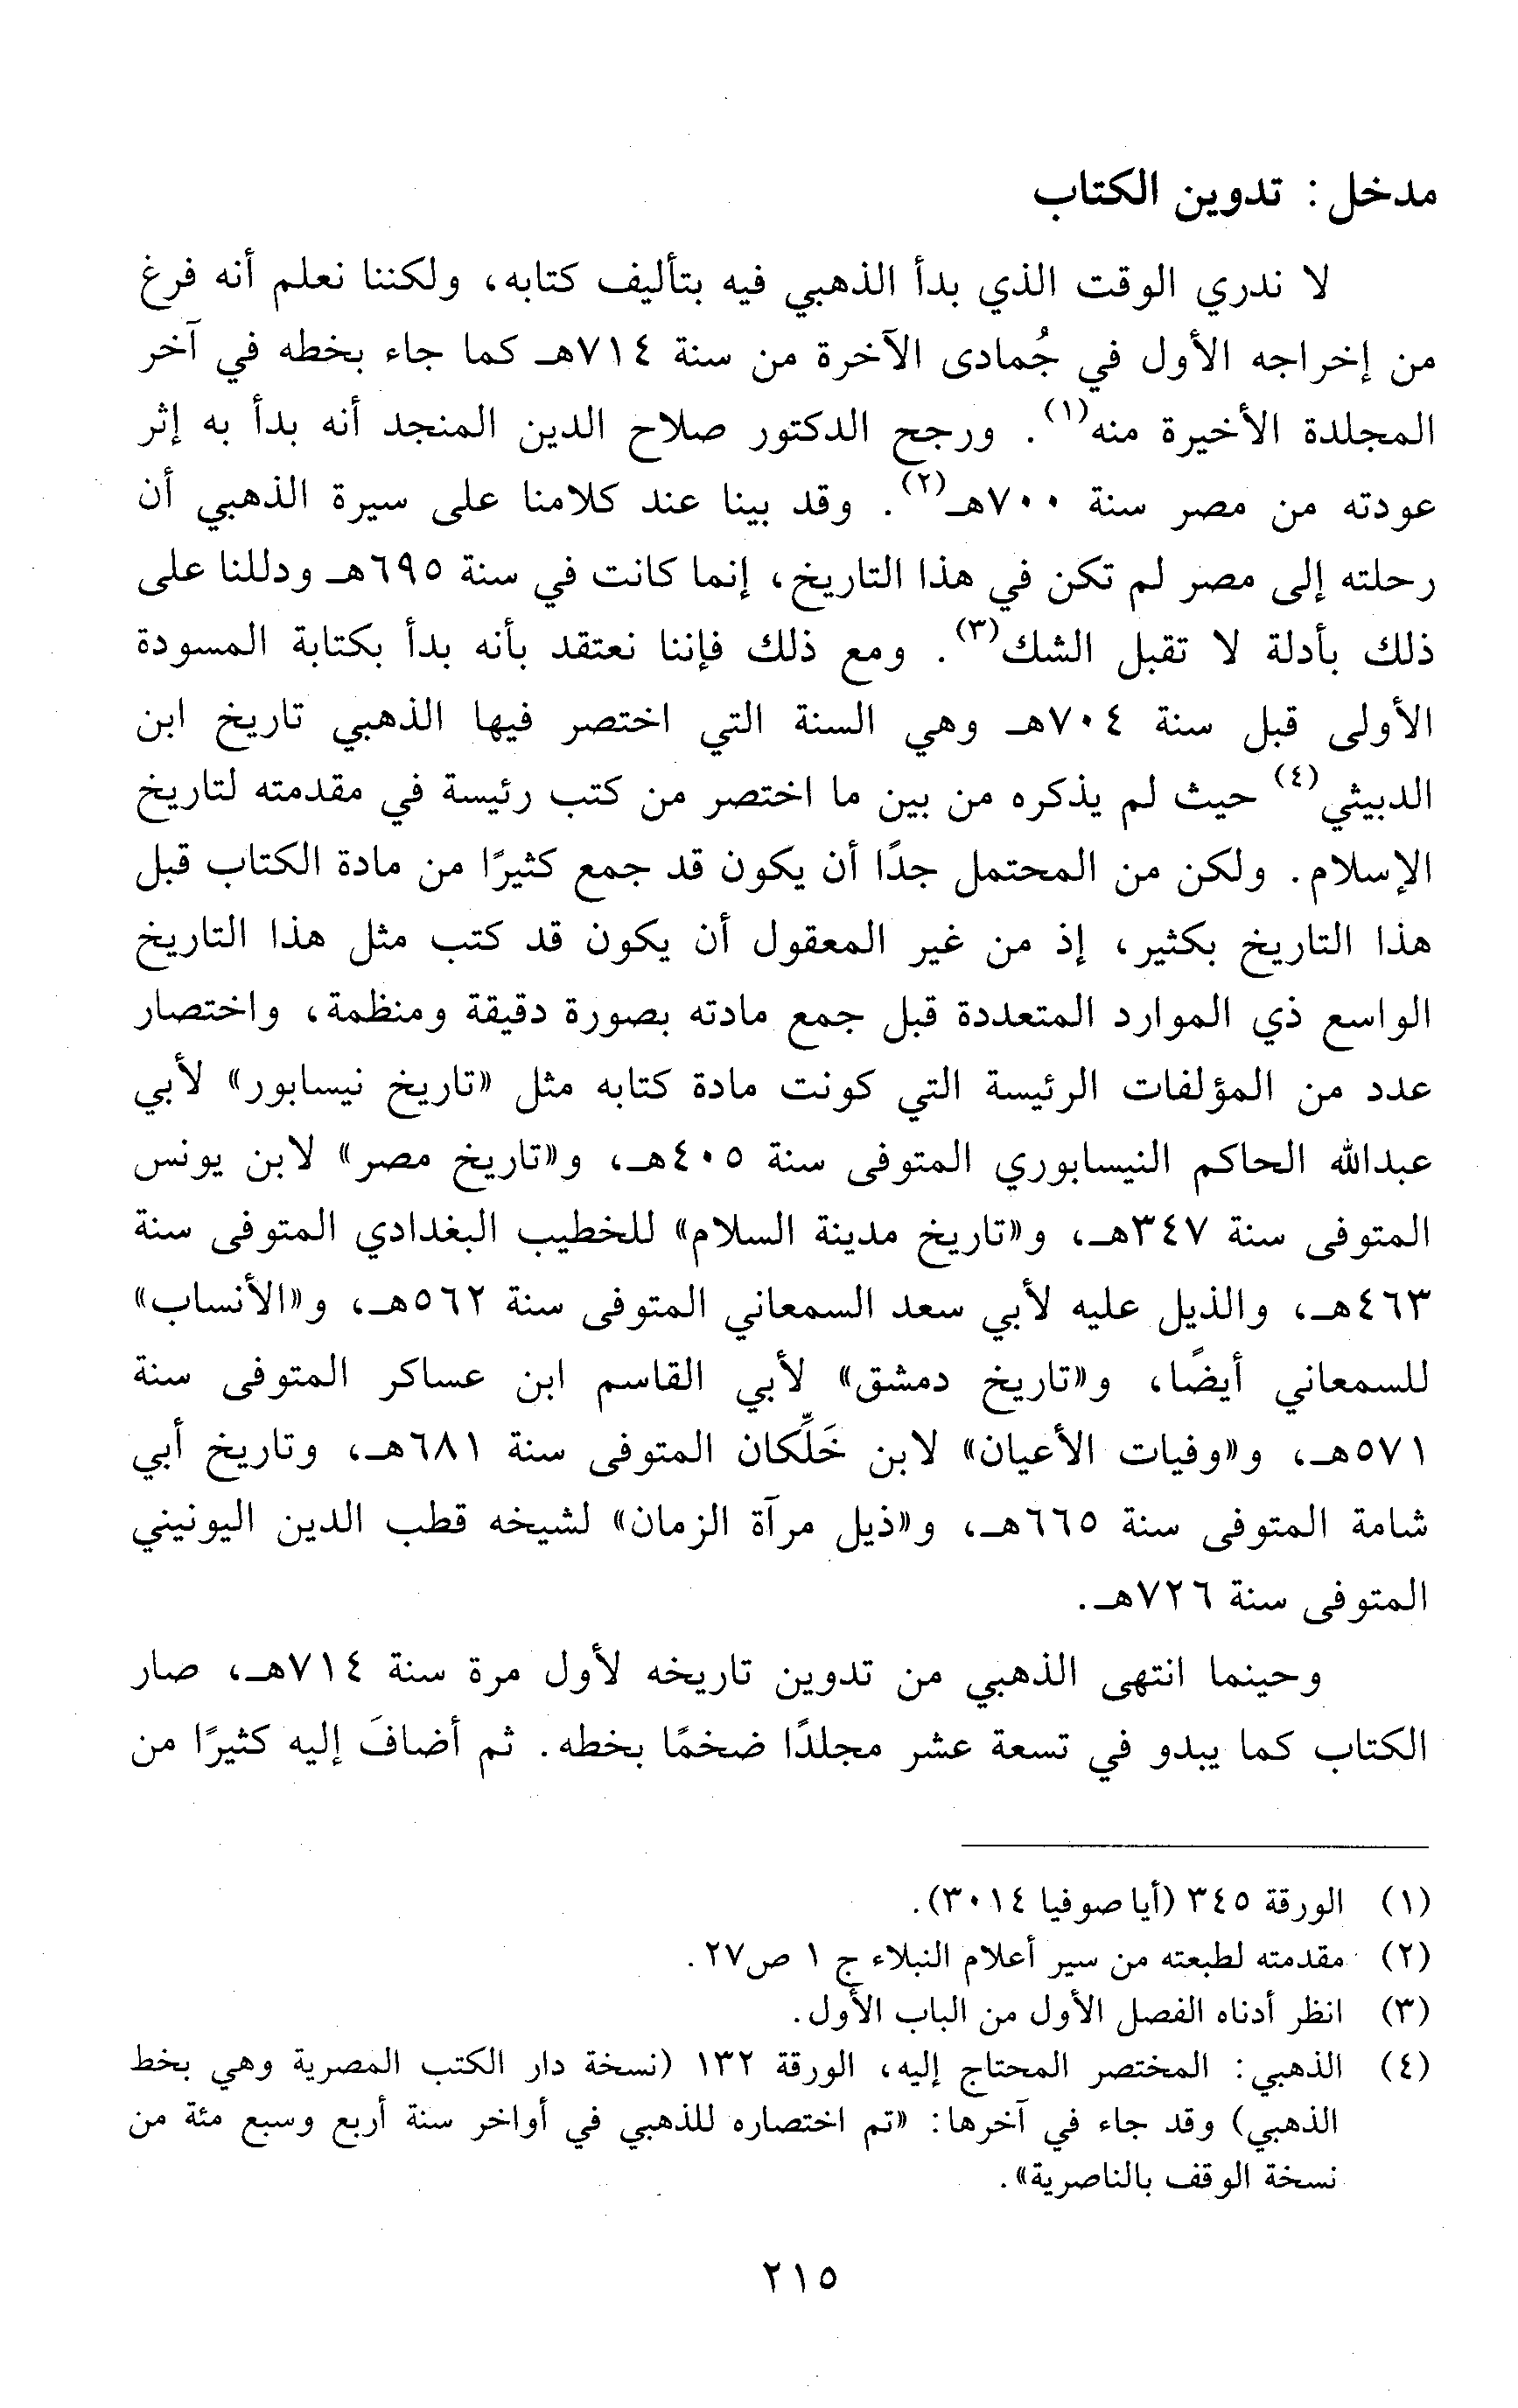 مدخل: تدوين الكتاب
لا ندري الوقت الذي بدأ الذهبي فيه بتأليف كتابه، ولكننا نعلم أنه فرغ
من إخراجه الأول في جُمادى الآخرة من سنة ٧١٤هـ كما جاء بخطه في آخر
المجلدة الأخيرة منه(١). ورجح الدكتور صلاح الدين المنجد أنه بدأ به إثر
عودته من مصر سنة ٧٠٠هـ(٢). وقد بينا عند كلامنا على سيرة الذهبي أن
رحلته إلى مصر لم تكن في هذا التاريخ، إنما كانت في سنة ٦٩٥هـ ودللنا على
ذلك بأدلة لا تقبل الشك(٣). ومع ذلك فإننا نعتقد بأنه بدأ بكتابة المسودة
الأولى قبل سنة ٧٠٤هـ وهي السنة التي اختصر فيها الذهبي تاريخ ابن
الدبيثي(٤) حيث لم يذكره من بين ما اختصر من كتب رئيسة في مقدمته لتاريخ
الإسلام. ولكن من المحتمل جدًا أن يكون قد جمع كثيرًا من مادة الكتاب قبل
هذا التاريخ بكثير، إذ من غير المعقول أن يكون قد كتب مثل هذا التاريخ
الواسع ذي الموارد المتعددة قبل جمع مادته بصورة دقيقة ومنظمة، واختصار
عدد من المؤلفات الرئيسة التي كونت مادة كتابه مثل «تاريخ نيسابور» لأبي
عبدالله الحاكم النيسابوري المتوفى سنة ٤٠٥هـ، و«تاريخ مصر» لابن يونس
المتوفى سنة ٣٤٧هـ، و«تاريخ مدينة السلام» للخطيب البغدادي المتوفى سنة
٤٦٣هـ، والذيل عليه لأبي سعد السمعاني المتوفى سنة ٥٦٢هـ، و«الأنساب»
للسمعاني أيضًا، و«تاريخ دمشق» لأبي القاسم ابن عساكر المتوفى سنة
٥٧١هـ، و«وفيات الأعيان» لابن خَلِّكان المتوفى سنة ٦٨١هـ، وتاريخ أبي
شامة المتوفى سنة ٦٦٥هـ، و«ذيل مرآة الزمان» لشيخه قطب الدين اليونيني
المتوفى سنة ٧٢٦هـ.
وحينما انتهى الذهبي من تدوين تاريخه لأول مرة سنة ٧١٤هـ، صار
الكتاب كما يبدو في تسعة عشر مجلدًا ضخمًا بخطه. ثم أضافَ إليه كثيرًا من
(١) الورقة ٣٤٥ (أيا صوفيا ٣٠١٤).
(٢) مقدمته لطبعته من سير أعلام النبلاء ج ١ ص٢٧.
(٣) انظر أدناه الفصل الأول من الباب الأول.
(٤) الذهبي: المختصر المحتاج إليه، الورقة ١٣٢ (نسخة دار الكتب المصرية وهي بخط
الذهبي) وقد جاء في آخرها: «تم اختصاره للذهبي في أواخر سنة أربع وسبع مئة من
نسخة الوقف بالناصرية».
٢١٥